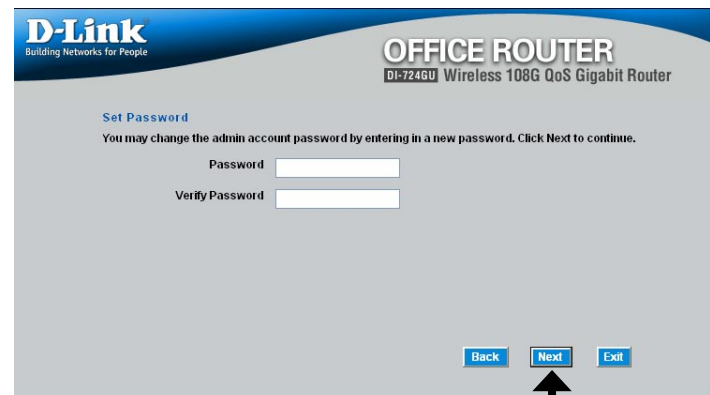 D-Link
Building Networks for People
OFFICE ROUTER
DI-724GU Wireless 108G QoS Gigabit Router
Set Password
You may change the admin account password by entering in a new password. Click Next to continue.
Password
Verify Password
Back Next Exit